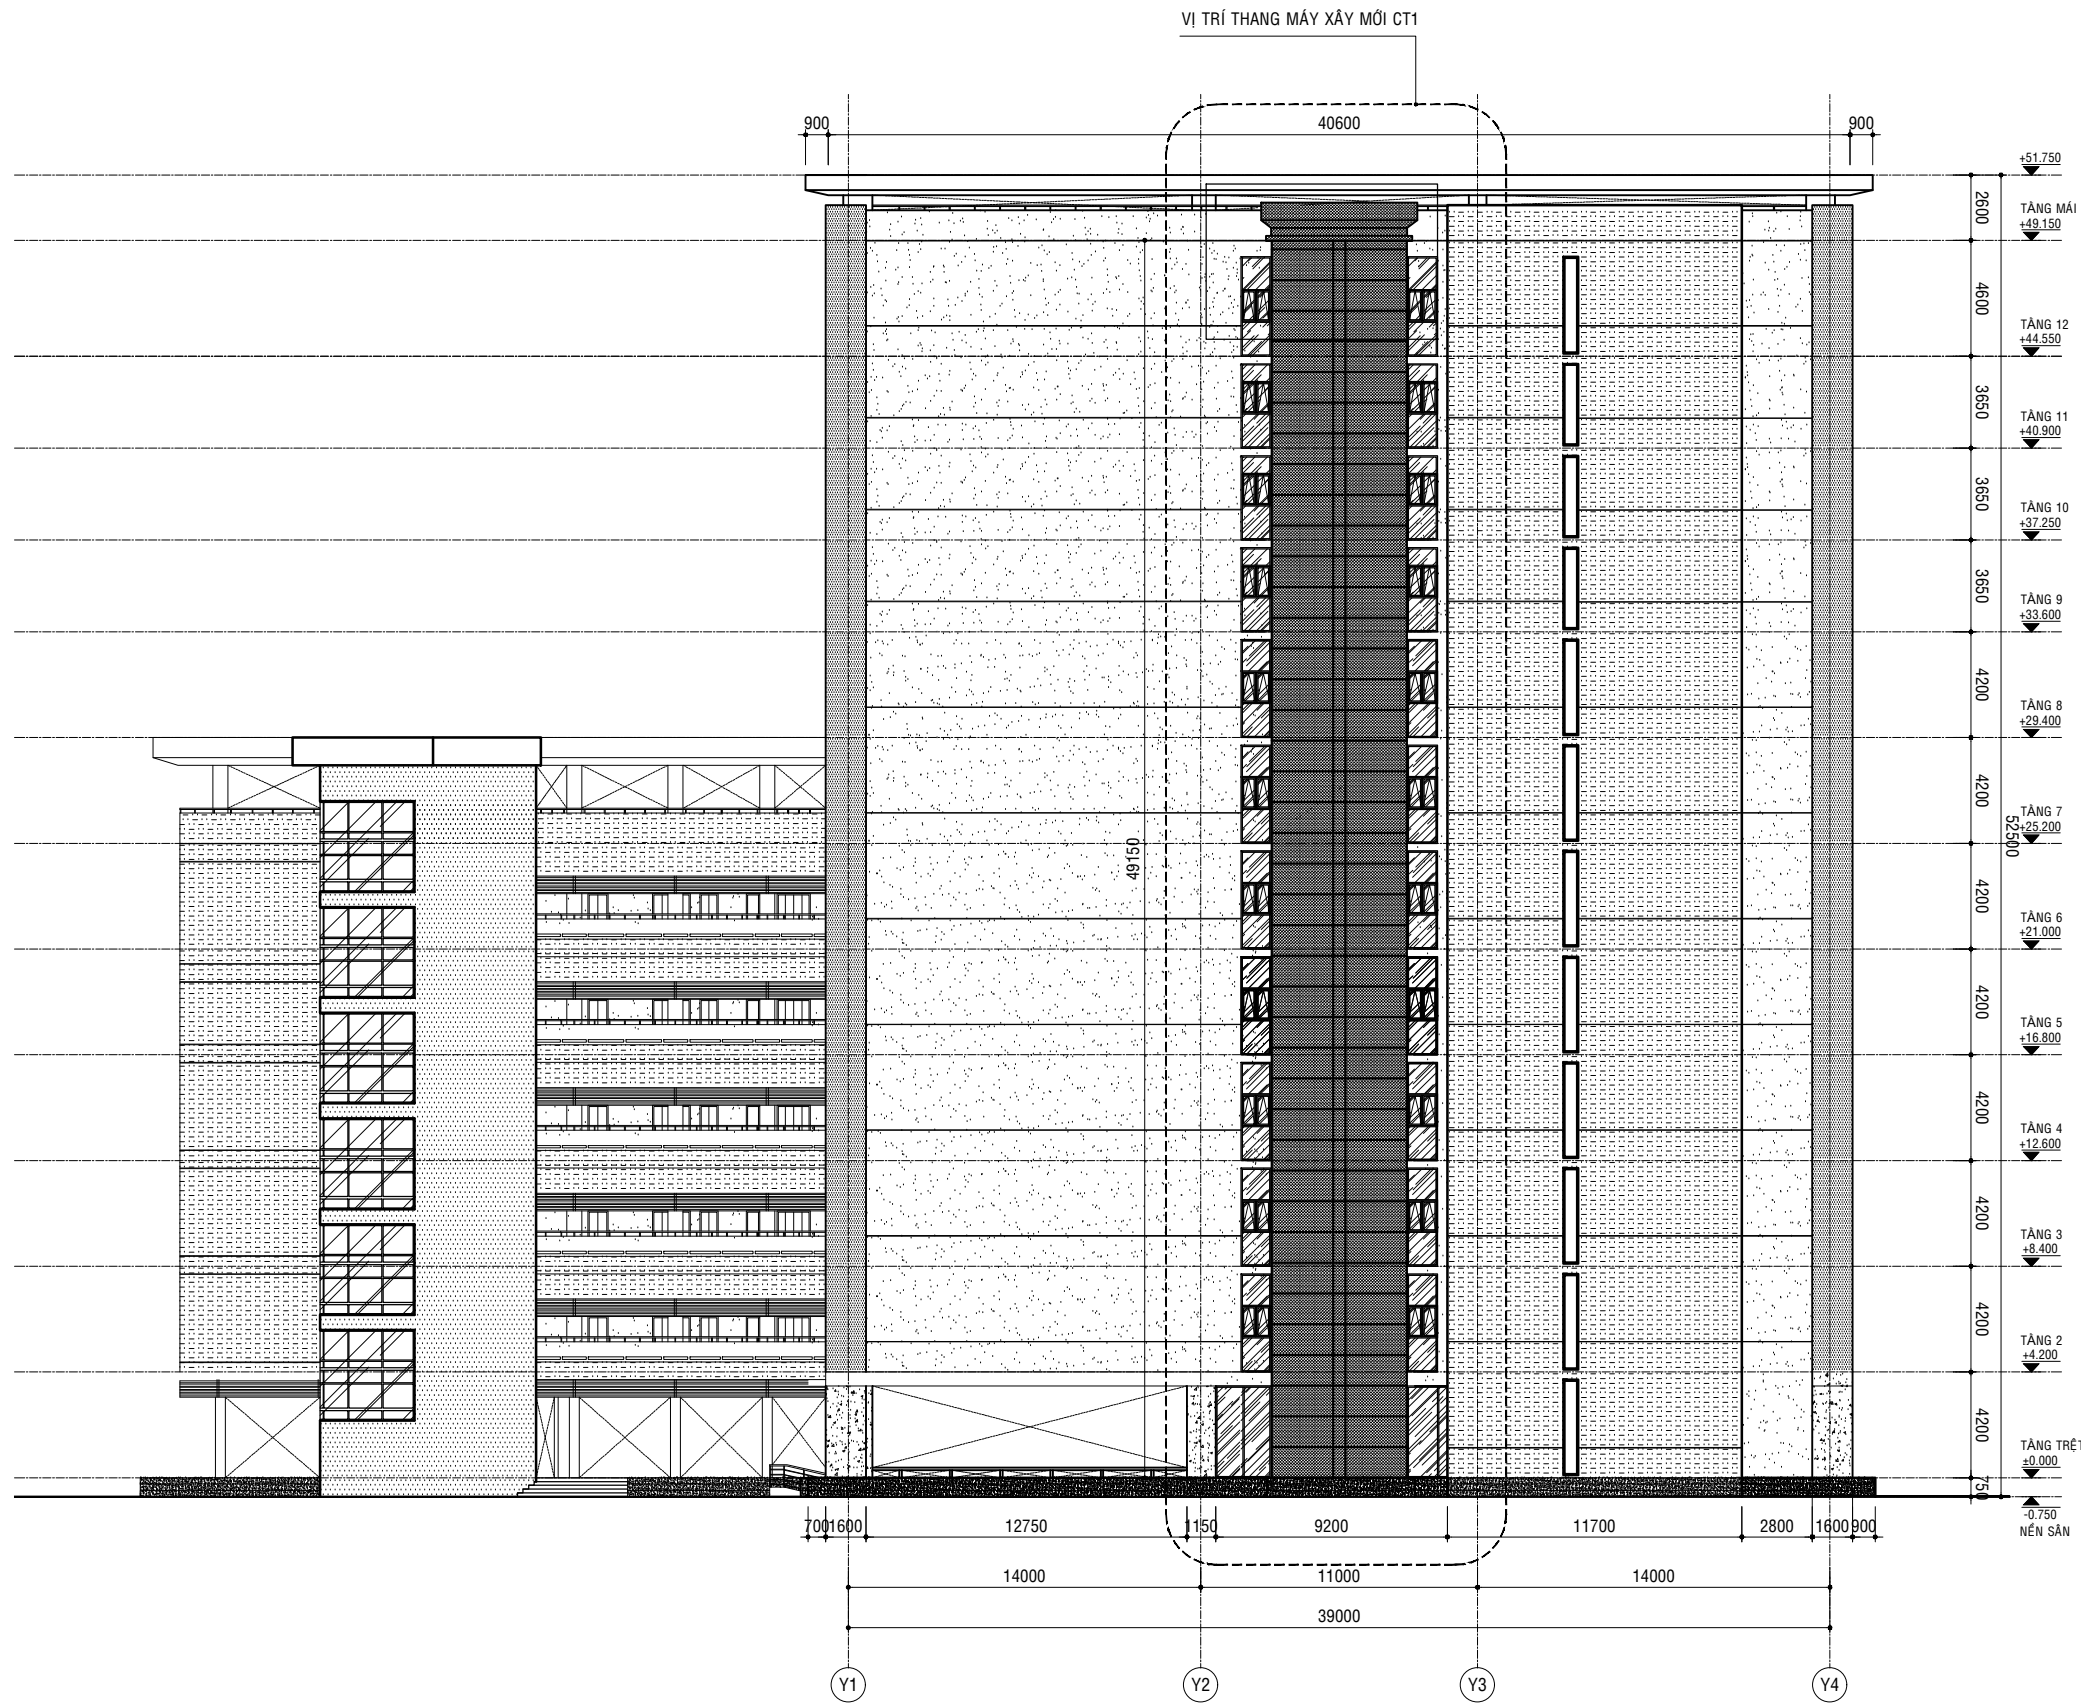 VỊ TRÍ THANG MÁY XÂY MỚI CT1
900
40600
900
+51.750
2600
TẦNG MÁI
+49.150
4600
TẦNG 12
+44.550
3650
TẦNG 11
+40.900
3650
TẦNG 10
+37.250
3650
TẦNG 9
+33.600
4200
TẦNG 8
+29.400
4200
TẦNG 7
+25.200
52500
49150
4200
TẦNG 6
+21.000
4200
TẦNG 5
+16.800
4200
TẦNG 4
+12.600
4200
TẦNG 3
+8.400
4200
TẦNG 2
+4.200
4200
TẦNG TRỆT
±0.000
750
-0.750
NỀN SÂN
700 1600 12750 1150 9200 11700 2800 1600 900
14000 11000 14000
39000
Y1 Y2 Y3 Y4